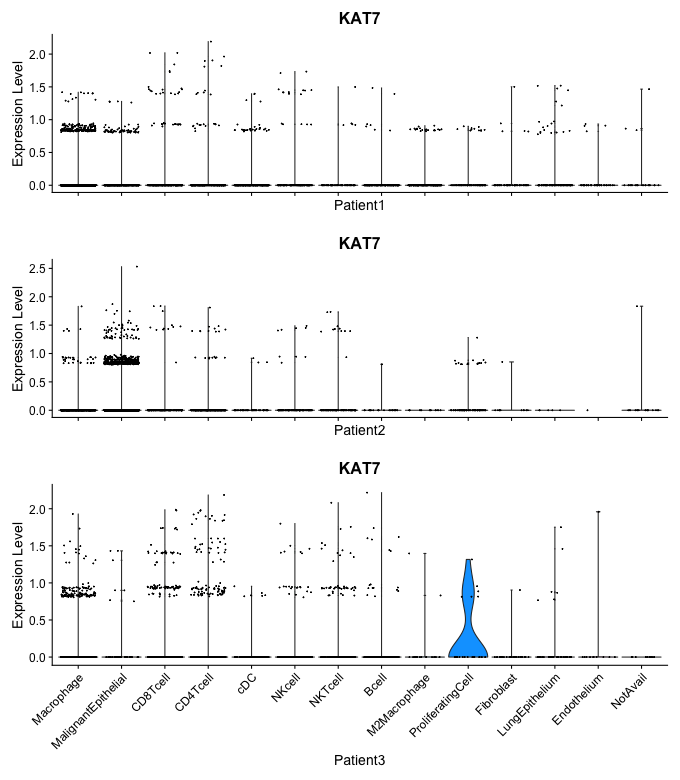 KAT7
Expression Level
2.0
1.5
1.0
0.5
0.0
Patient1
KAT7
Expression Level
2.5
2.0
1.5
1.0
0.5
0.0
Patient2
KAT7
Expression Level
2.0
1.5
1.0
0.5
0.0
Macrophage
MalignantEpithelial
CD8Tcell
CD4Tcell
cDC
NKcell
NKTcell
Bcell
M2Macrophage
ProliferatingCell
Fibroblast
LungEpithelium
Endothelium
NotAvail
Patient3